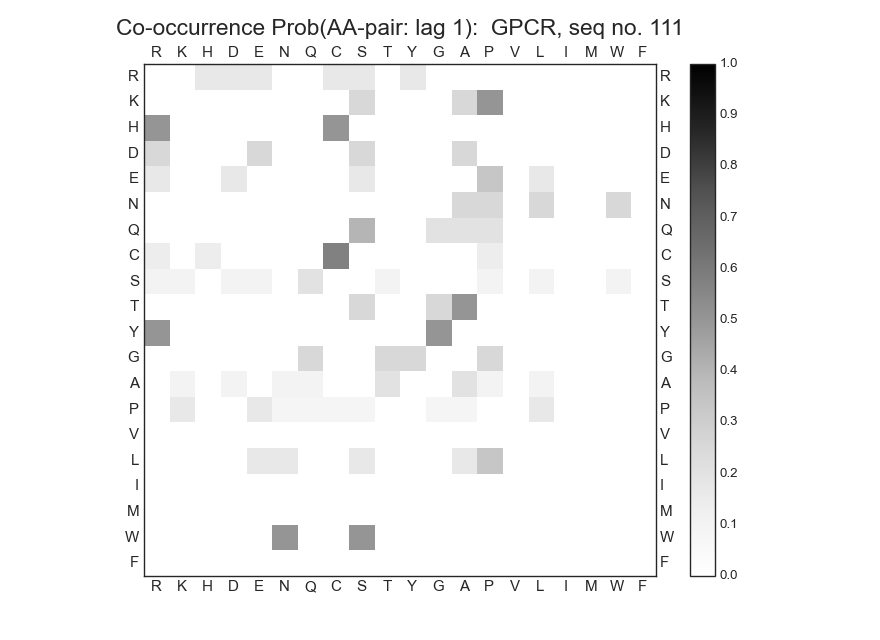 Co-occurrence Prob(AA-pair: lag 1):  GPCR, seq no. 111
R K H D E N Q C S T Y G A P V L I M W F
R R
K K
H H
D D
E E
N N
Q Q
C C
S S
T T
Y Y
G G
A A
P P
V V
L L
I I
M M
W W
F F
R K H D E N Q C S T Y G A P V L I M W F
1.0
0.9
0.8
0.7
0.6
0.5
0.4
0.3
0.2
0.1
0.0